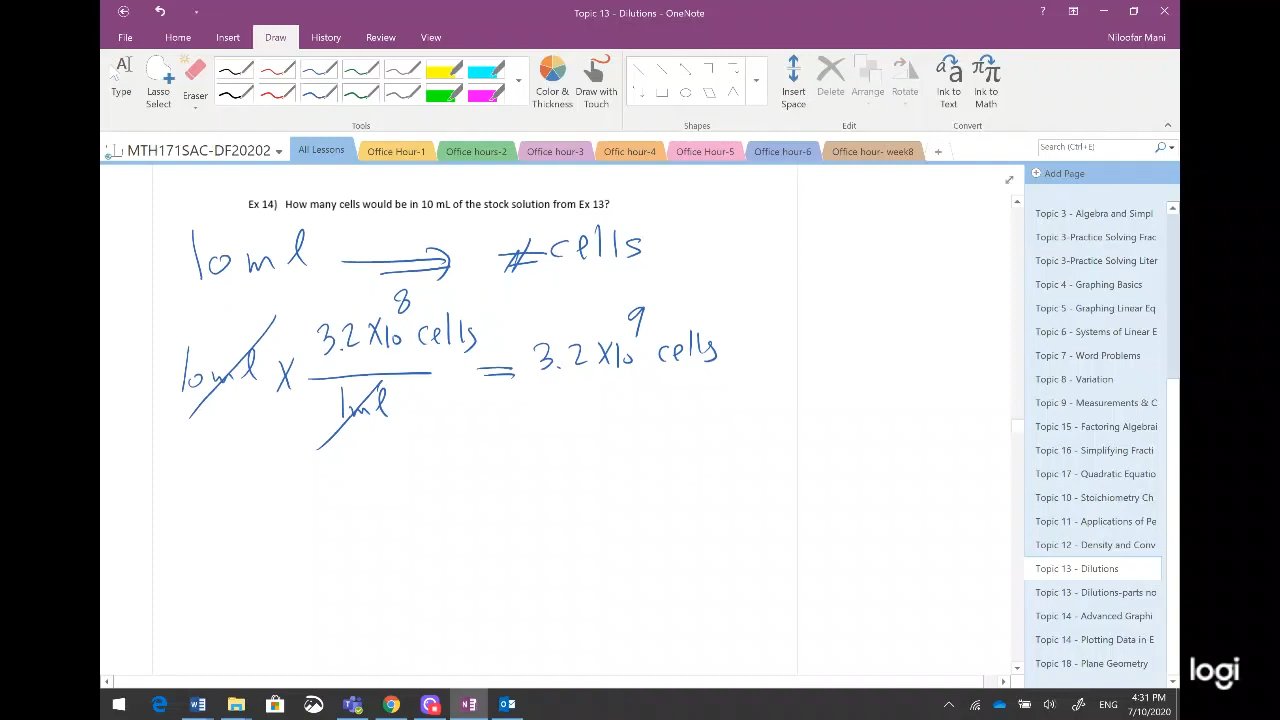 Topic 13 - Dilutions - OneNote
Niloofar Mani
File Home Insert Draw History Review View
Type
Lasso Select
Eraser
Color & Thickness
Draw with Touch
Insert Space
Delete
Arrange
Rotate
Ink to Text
Ink to Math
Tools Shapes Edit Convert
MTH171SAC-DF20202
All Lessons Office Hour-1 Office hours-2 Office hour-3 Offic hour-4 Office Hour-5 Office hour-6 Office hour- week8
Search (Ctrl+E)
Add Page
Ex 14) How many cells would be in 10 mL of the stock solution from Ex 13?
10 ml ⟹ # cells
10ml × 3.2 ×10^8 cells / 1ml = 3.2 ×10^9 cells
Topic 3 - Algebra and Simpl
Topic 3-Practice Solving Frac
Topic 3-Practice Solving Liter
Topic 4 - Graphing Basics
Topic 5 - Graphing Linear Eq
Topic 6 - Systems of Linear E
Topic 7 - Word Problems
Topic 8 - Variation
Topic 9 - Measurements & C
Topic 15 - Factoring Algebrai
Topic 16 - Simplifying Fracti
Topic 17 - Quadratic Equatio
Topic 10 - Stoichiometry Ch
Topic 11 - Applications of Pe
Topic 12 - Density and Conv
Topic 13 - Dilutions
Topic 13 - Dilutions-parts no
Topic 14 - Advanced Graphi
Topic 14 - Plotting Data in E
Topic 18 - Plane Geometry
logi
ENG
4:31 PM
7/10/2020